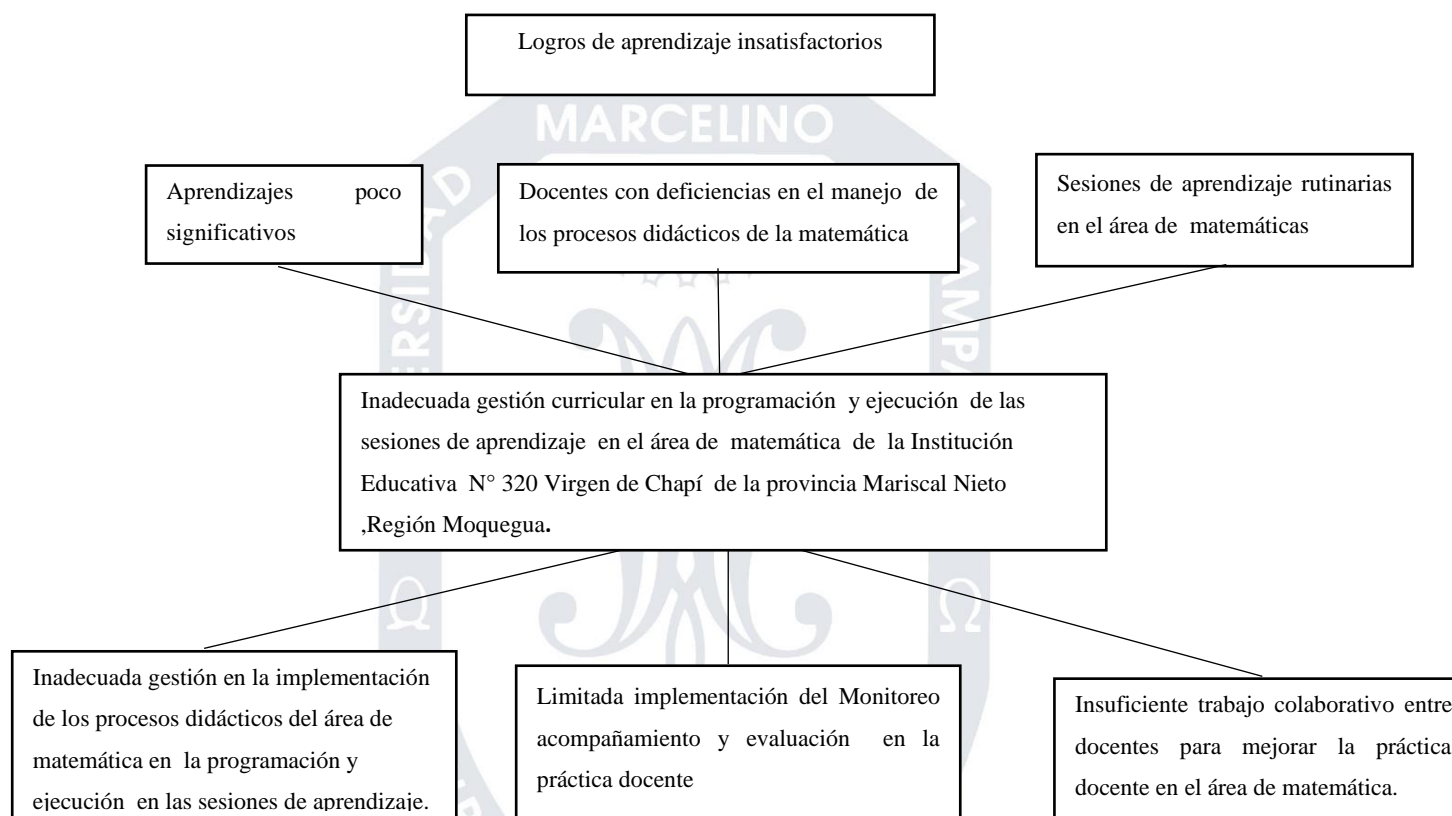 Logros de aprendizaje insatisfactorios
MARCELINO
Aprendizajes poco
significativos
Docentes con deficiencias en el manejo de
los procesos didácticos de la matemática
Sesiones de aprendizaje rutinarias
en el área de matemáticas
Inadecuada gestión curricular en la programación y ejecución de las
sesiones de aprendizaje en el área de matemática de la Institución
Educativa N° 320 Virgen de Chapí de la provincia Mariscal Nieto
,Región Moquegua.
Ω
Ω
Inadecuada gestión en la implementación
de los procesos didácticos del área de
matemática en la programación y
ejecución en las sesiones de aprendizaje.
Limitada implementación del Monitoreo
acompañamiento y evaluación en la
práctica docente
Insuficiente trabajo colaborativo entre
docentes para mejorar la práctica
docente en el área de matemática.